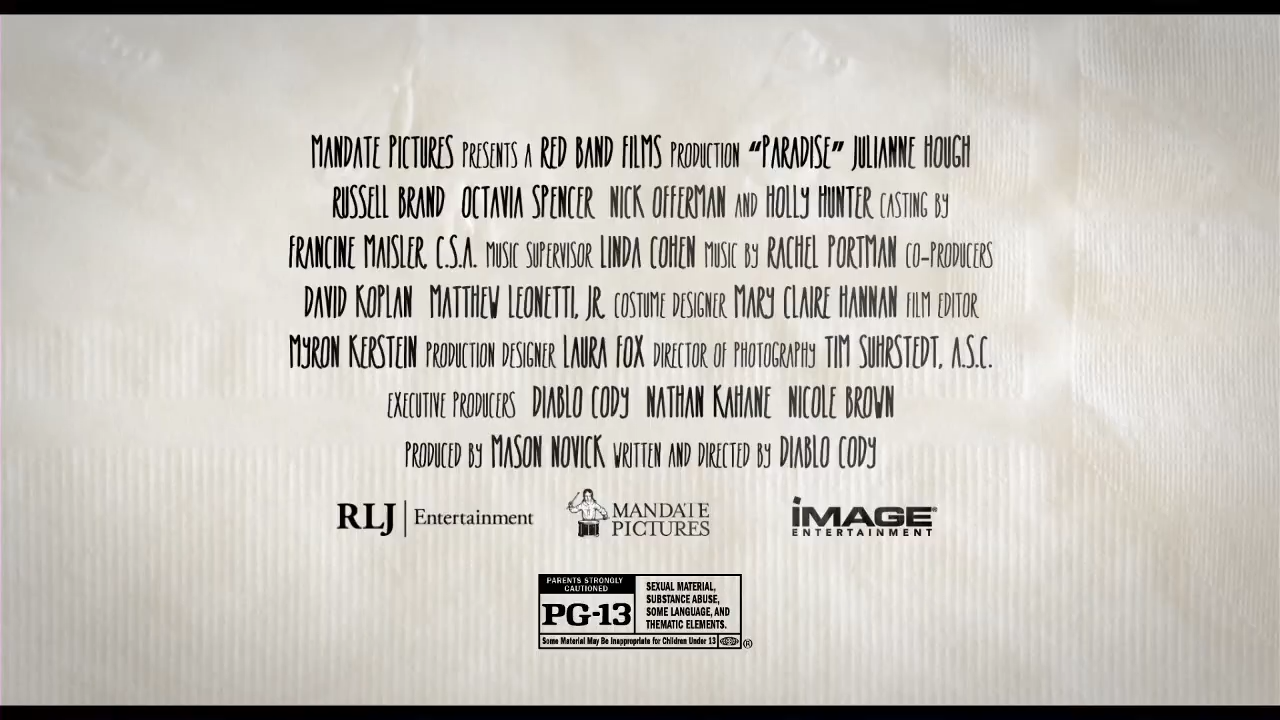 MANDATE PICTURES PRESENTS A RED BAND FILMS PRODUCTION "PARADISE" JULIANNE HOUGH
RUSSELL BRAND OCTAVIA SPENCER NICK OFFERMAN AND HOLLY HUNTER CASTING BY
FRANCINE MAISLER, C.S.A. MUSIC SUPERVISOR LINDA COHEN MUSIC BY RACHEL PORTMAN CO-PRODUCERS
DAVID KOPLAN MATTHEW LEONETTI, JR. COSTUME DESIGNER MARY CLAIRE HANNAN FILM EDITOR
MYRON KERSTEIN PRODUCTION DESIGNER LAURA FOX DIRECTOR OF PHOTOGRAPHY TIM SUHRSTEDT, A.S.C.
EXECUTIVE PRODUCERS DIABLO CODY NATHAN KAHANE NICOLE BROWN
PRODUCED BY MASON NOVICK WRITTEN AND DIRECTED BY DIABLO CODY
RLJ | Entertainment
MANDATE
PICTURES
iMAGE®
ENTERTAINMENT
PARENTS STRONGLY
CAUTIONED
PG-13
SEXUAL MATERIAL,
SUBSTANCE ABUSE,
SOME LANGUAGE, AND
THEMATIC ELEMENTS.
Some Material May Be Inappropriate for Children Under 13
®